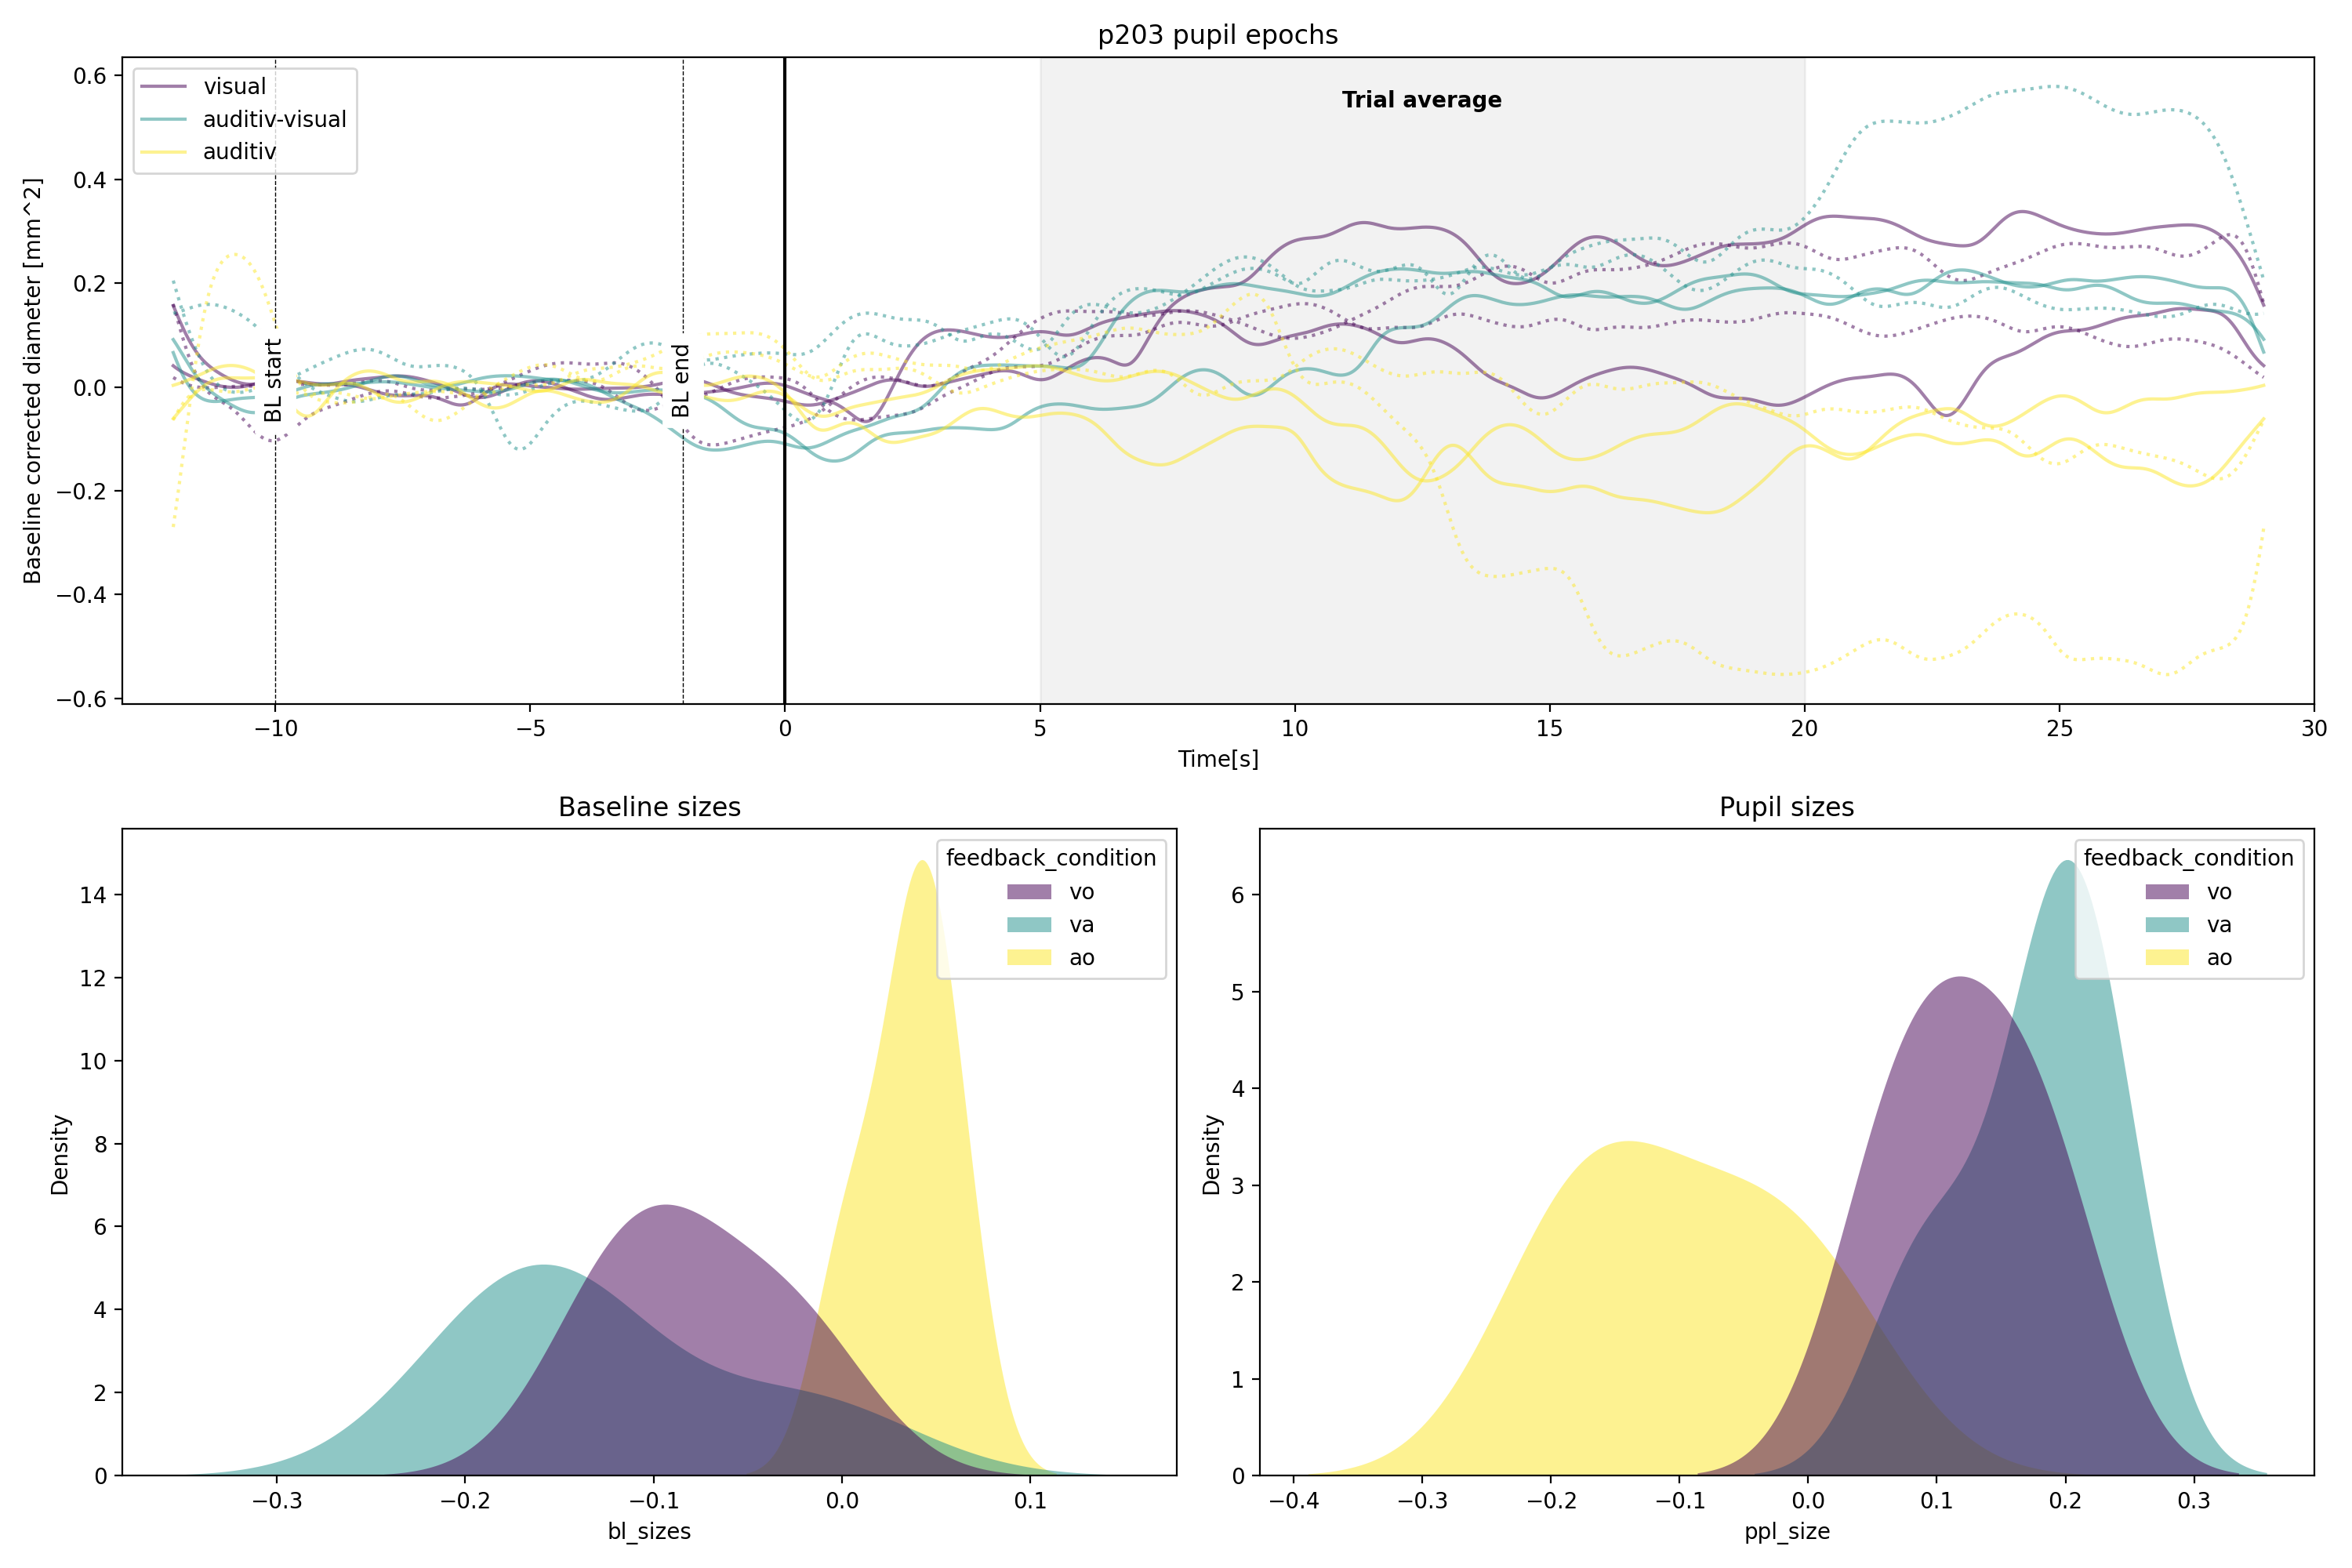 p203 pupil epochs
visual
auditiv-visual
auditiv
Trial average
BL start
BL end
Baseline corrected diameter [mm^2]
0.6
0.4
0.2
0.0
−0.2
−0.4
−0.6
−10
−5
0
5
10
15
20
25
30
Time[s]
Baseline sizes
feedback_condition
vo
va
ao
Density
14
12
10
8
6
4
2
0
−0.3
−0.2
−0.1
0.0
0.1
bl_sizes
Pupil sizes
feedback_condition
vo
va
ao
Density
6
5
4
3
2
1
0
−0.4
−0.3
−0.2
−0.1
0.0
0.1
0.2
0.3
ppl_size